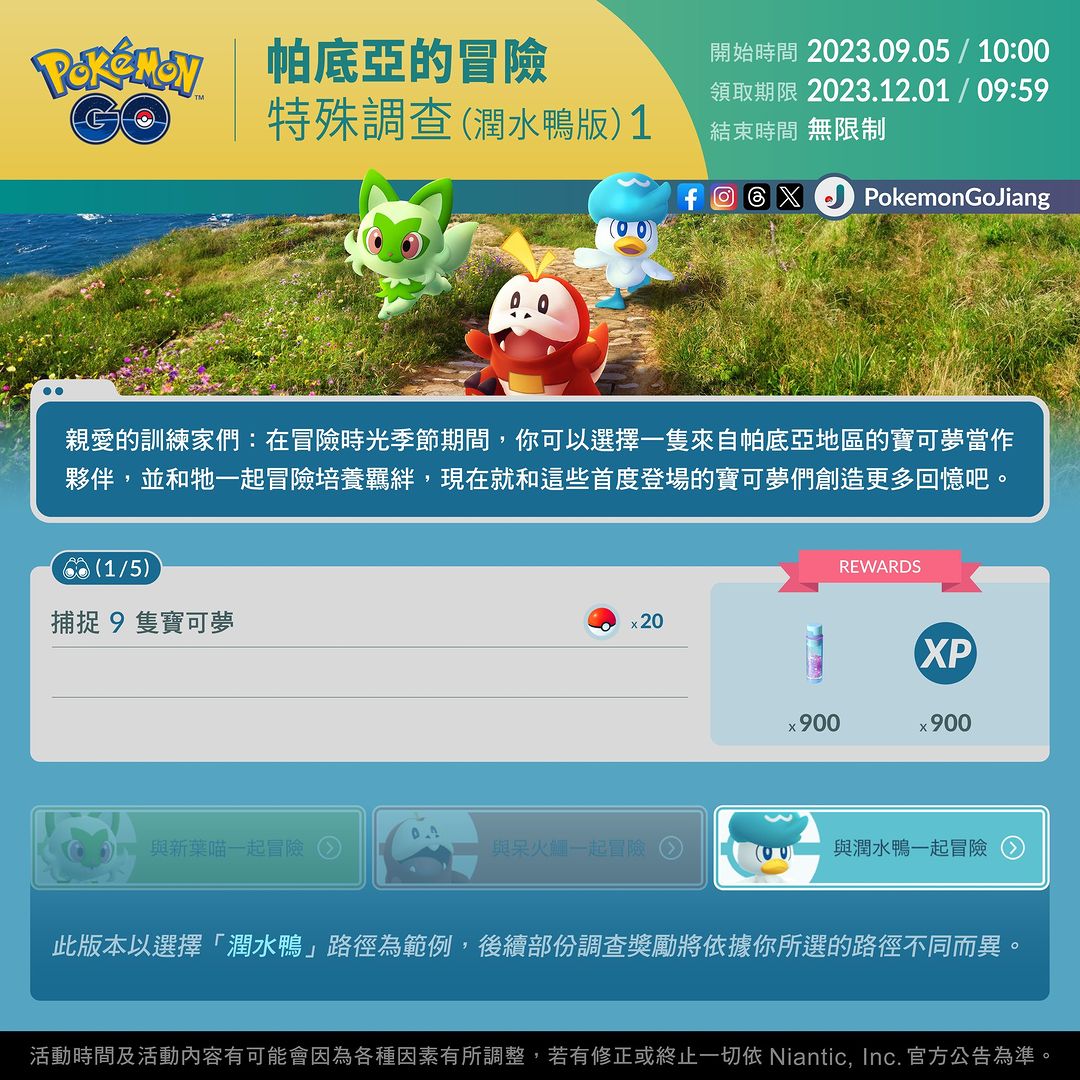 POKÉMON
GO
TM
帕底亞的冒險
特殊調查(潤水鴨版)1
開始時間 2023.09.05 / 10:00
領取期限 2023.12.01 / 09:59
結束時間 無限制
PokemonGoJiang
親愛的訓練家們：在冒險時光季節期間，你可以選擇一隻來自帕底亞地區的寶可夢當作
夥伴，並和牠一起冒險培養羈絆，現在就和這些首度登場的寶可夢們創造更多回憶吧。
(1/5)
REWARDS
捕捉 9 隻寶可夢
x20
XP
x900
x900
與新葉喵一起冒險
與呆火鱷一起冒險
與潤水鴨一起冒險
此版本以選擇「潤水鴨」路徑為範例，後續部份調查獎勵將依據你所選的路徑不同而異。
活動時間及活動內容有可能會因為各種因素有所調整，若有修正或終止一切依 Niantic, Inc. 官方公告為準。